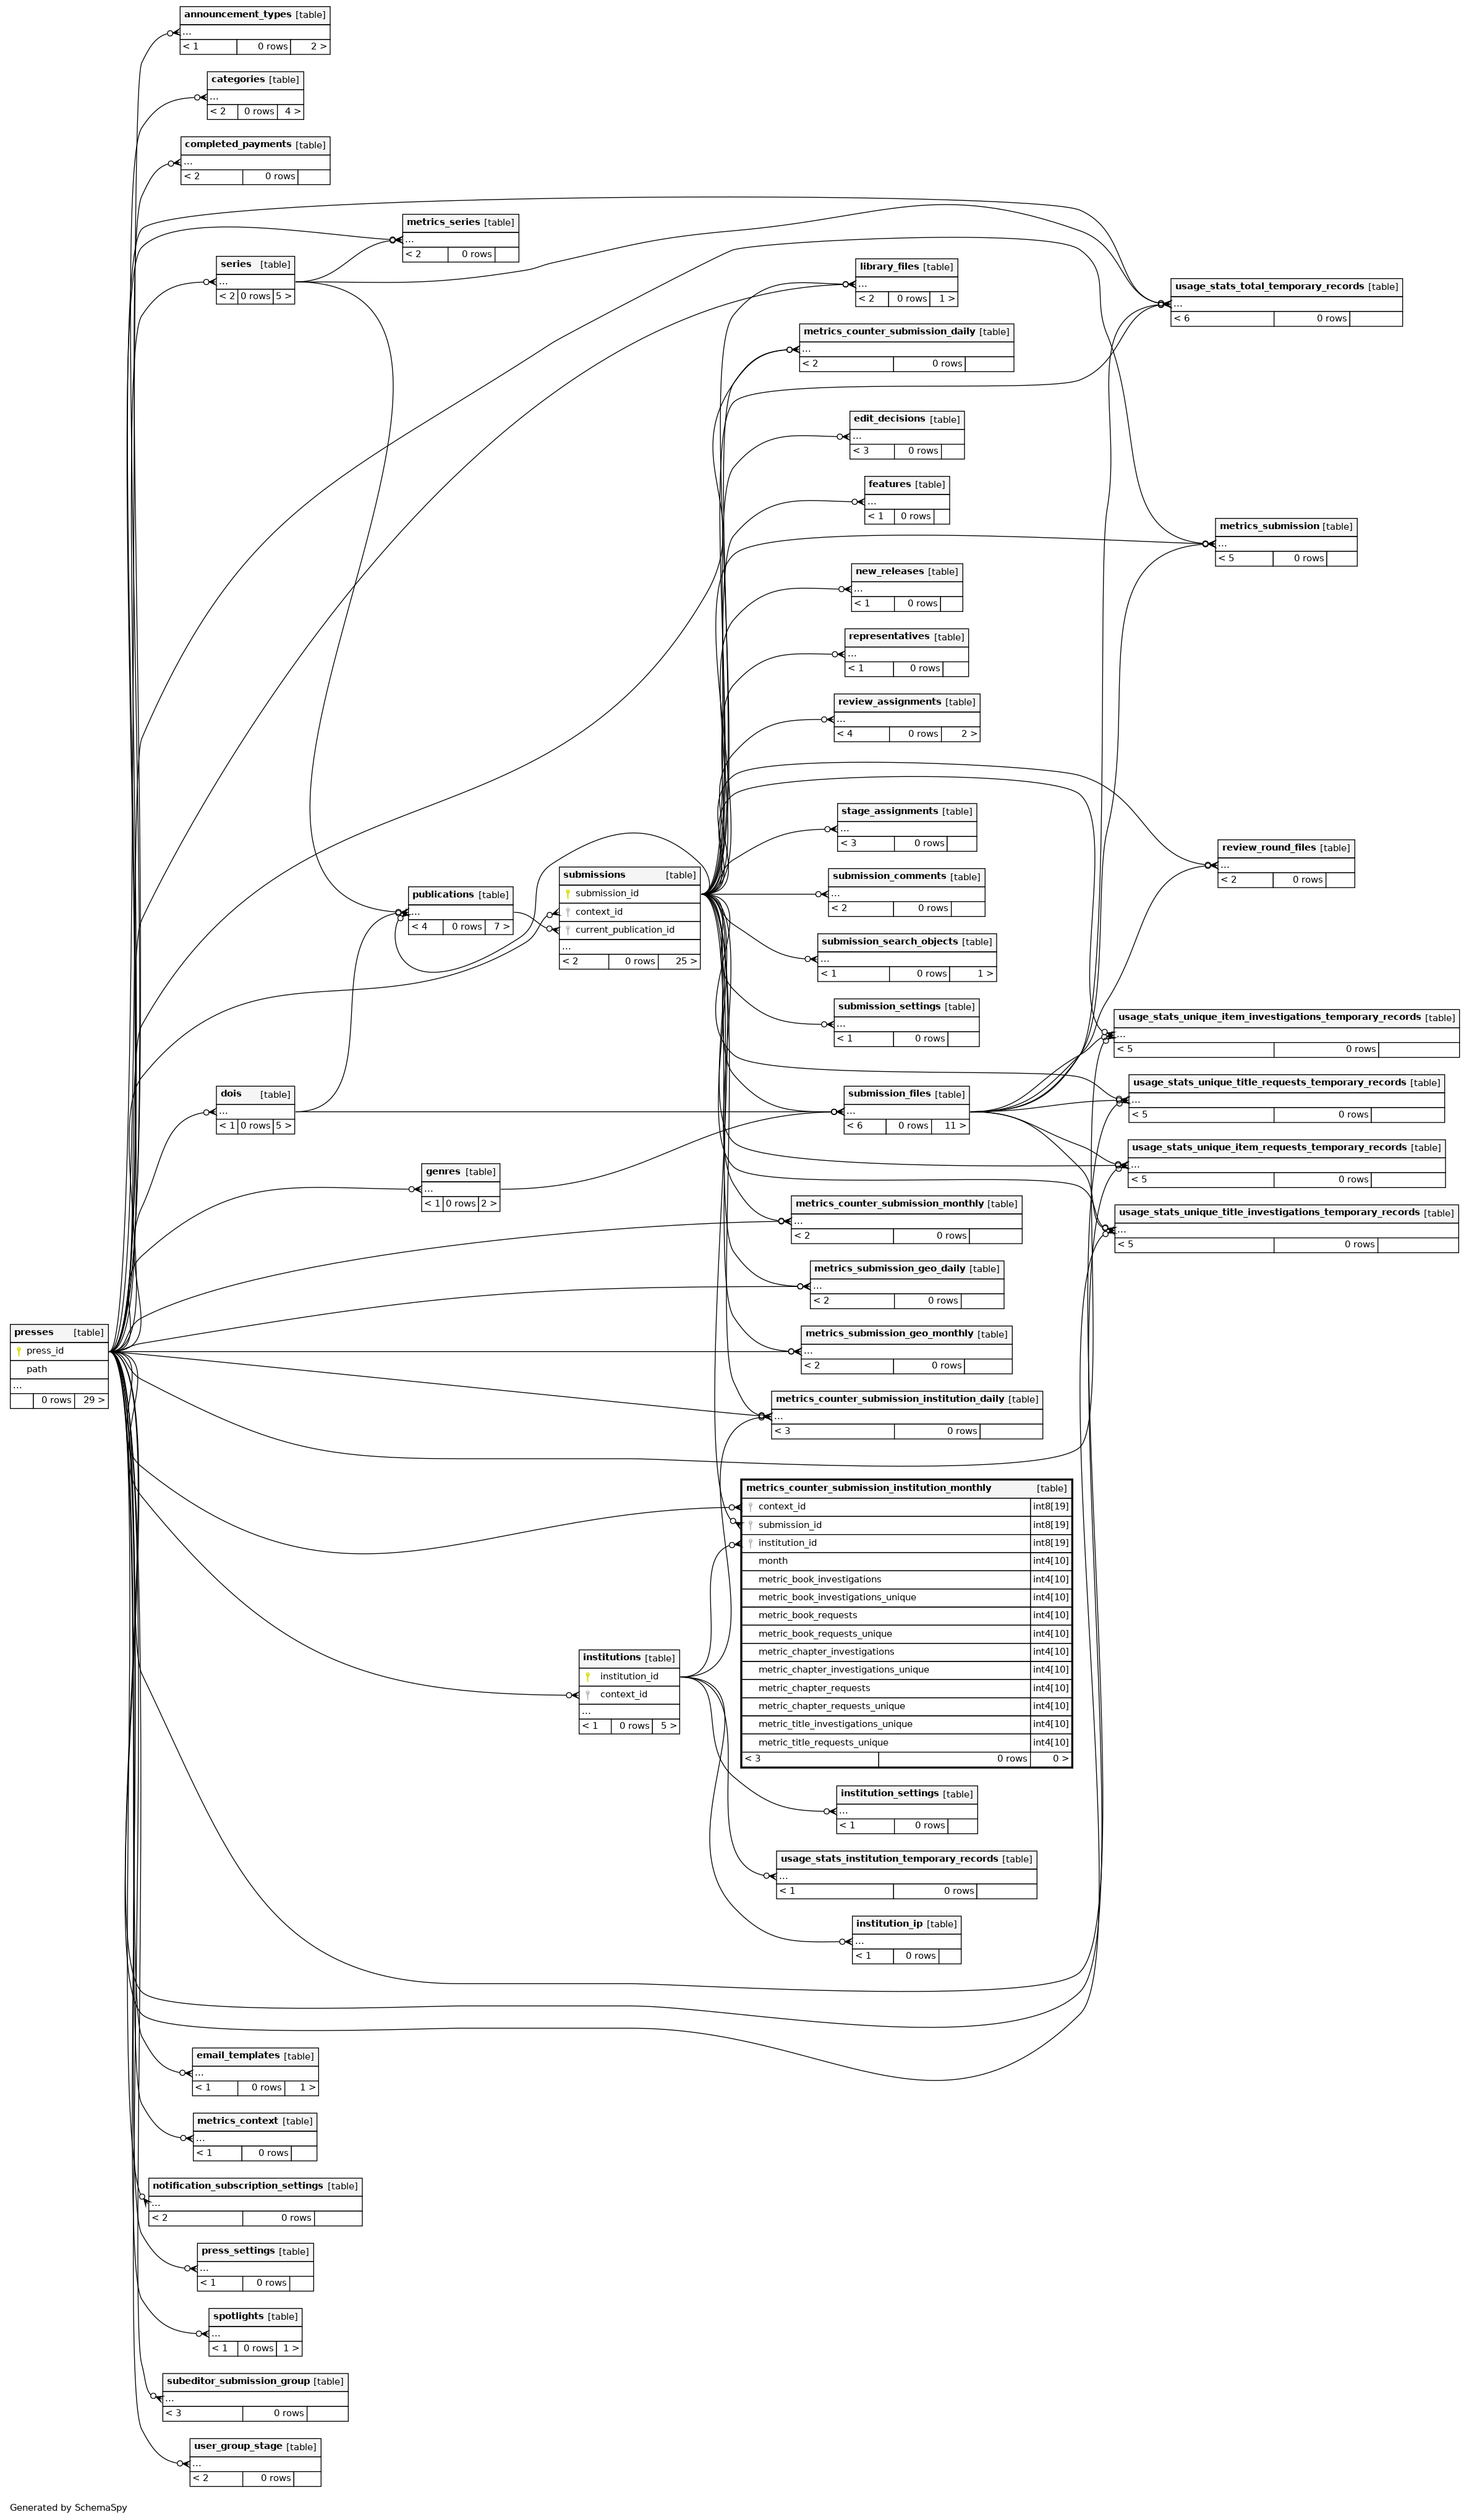 announcement_types [table]
...
< 1 0 rows 2 >
categories [table]
...
< 2 0 rows 4 >
completed_payments [table]
...
< 2 0 rows
metrics_series [table]
...
< 2 0 rows
series [table]
...
< 2 0 rows 5 >
library_files [table]
...
< 2 0 rows 1 >
usage_stats_total_temporary_records [table]
...
< 6 0 rows
metrics_counter_submission_daily [table]
...
< 2 0 rows
edit_decisions [table]
...
< 3 0 rows
features [table]
...
< 1 0 rows
metrics_submission [table]
...
< 5 0 rows
new_releases [table]
...
< 1 0 rows
representatives [table]
...
< 1 0 rows
review_assignments [table]
...
< 4 0 rows 2 >
stage_assignments [table]
...
< 3 0 rows
review_round_files [table]
...
< 2 0 rows
submissions [table]
submission_id
context_id
current_publication_id
...
< 2 0 rows 25 >
publications [table]
...
< 4 0 rows 7 >
submission_comments [table]
...
< 2 0 rows
submission_search_objects [table]
...
< 1 0 rows 1 >
submission_settings [table]
...
< 1 0 rows
usage_stats_unique_item_investigations_temporary_records [table]
...
< 5 0 rows
usage_stats_unique_title_requests_temporary_records [table]
...
< 5 0 rows
dois [table]
...
< 1 0 rows 5 >
submission_files [table]
...
< 6 0 rows 11 >
usage_stats_unique_item_requests_temporary_records [table]
...
< 5 0 rows
genres [table]
...
< 1 0 rows 2 >
metrics_counter_submission_monthly [table]
...
< 2 0 rows
usage_stats_unique_title_investigations_temporary_records [table]
...
< 5 0 rows
metrics_submission_geo_daily [table]
...
< 2 0 rows
presses [table]
press_id
path
...
0 rows 29 >
metrics_submission_geo_monthly [table]
...
< 2 0 rows
metrics_counter_submission_institution_daily [table]
...
< 3 0 rows
metrics_counter_submission_institution_monthly [table]
context_id int8[19]
submission_id int8[19]
institution_id int8[19]
month int4[10]
metric_book_investigations int4[10]
metric_book_investigations_unique int4[10]
metric_book_requests int4[10]
metric_book_requests_unique int4[10]
metric_chapter_investigations int4[10]
metric_chapter_investigations_unique int4[10]
metric_chapter_requests int4[10]
metric_chapter_requests_unique int4[10]
metric_title_investigations_unique int4[10]
metric_title_requests_unique int4[10]
< 3 0 rows 0 >
institutions [table]
institution_id
context_id
...
< 1 0 rows 5 >
institution_settings [table]
...
< 1 0 rows
usage_stats_institution_temporary_records [table]
...
< 1 0 rows
institution_ip [table]
...
< 1 0 rows
email_templates [table]
...
< 1 0 rows 1 >
metrics_context [table]
...
< 1 0 rows
notification_subscription_settings [table]
...
< 2 0 rows
press_settings [table]
...
< 1 0 rows
spotlights [table]
...
< 1 0 rows 1 >
subeditor_submission_group [table]
...
< 3 0 rows
user_group_stage [table]
...
< 2 0 rows
Generated by SchemaSpy